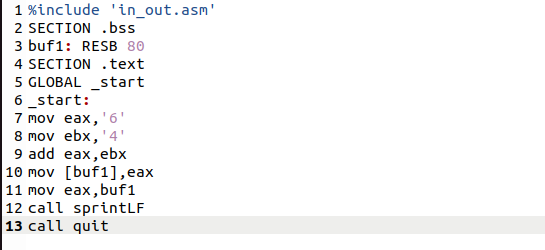 1 %include 'in_out.asm'
2 SECTION .bss
3 buf1: RESB 80
4 SECTION .text
5 GLOBAL _start
6 _start:
7 mov eax,'6'
8 mov ebx,'4'
9 add eax,ebx
10 mov [buf1],eax
11 mov eax,buf1
12 call sprintLF
13 call quit